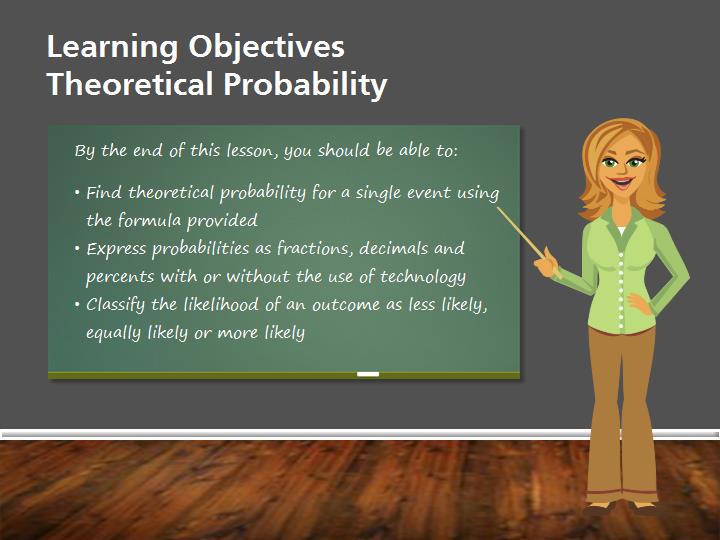 Learning Objectives
Theoretical Probability
By the end of this lesson, you should be able to:
• Find theoretical probability for a single event using
the formula provided
• Express probabilities as fractions, decimals and
percents with or without the use of technology
• Classify the likelihood of an outcome as less likely,
equally likely or more likely